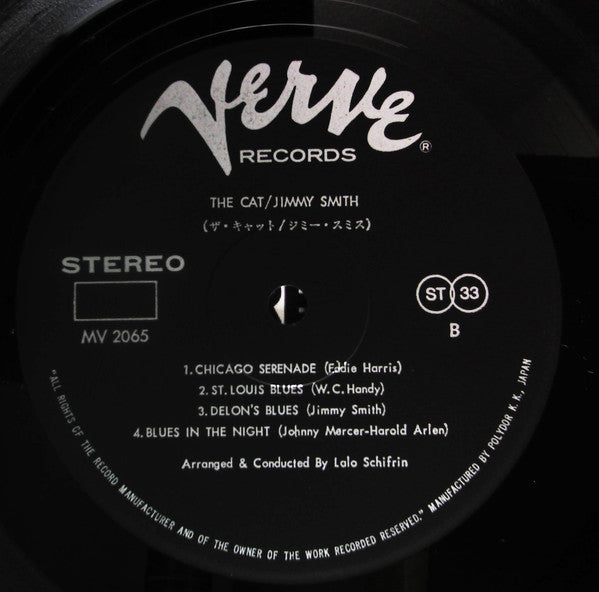 Verve
RECORDS ®
THE CAT/JIMMY SMITH
(ザ・キャット/ジミー・スミス)
STEREO
MV 2065
ST 33
B
1. CHICAGO SERENADE (Eddie Harris)
2. ST. LOUIS BLUES (W. C. Handy)
3. DELON'S BLUES (Jimmy Smith)
4. BLUES IN THE NIGHT (Johnny Mercer-Harold Arlen)
Arranged & Conducted By Lalo Schifrin
"ALL RIGHTS OF THE RECORD MANUFACTURER AND OF THE OWNER OF THE WORK RECORDED RESERVED." MANUFACTURED BY POLYDOR K. K., JAPAN